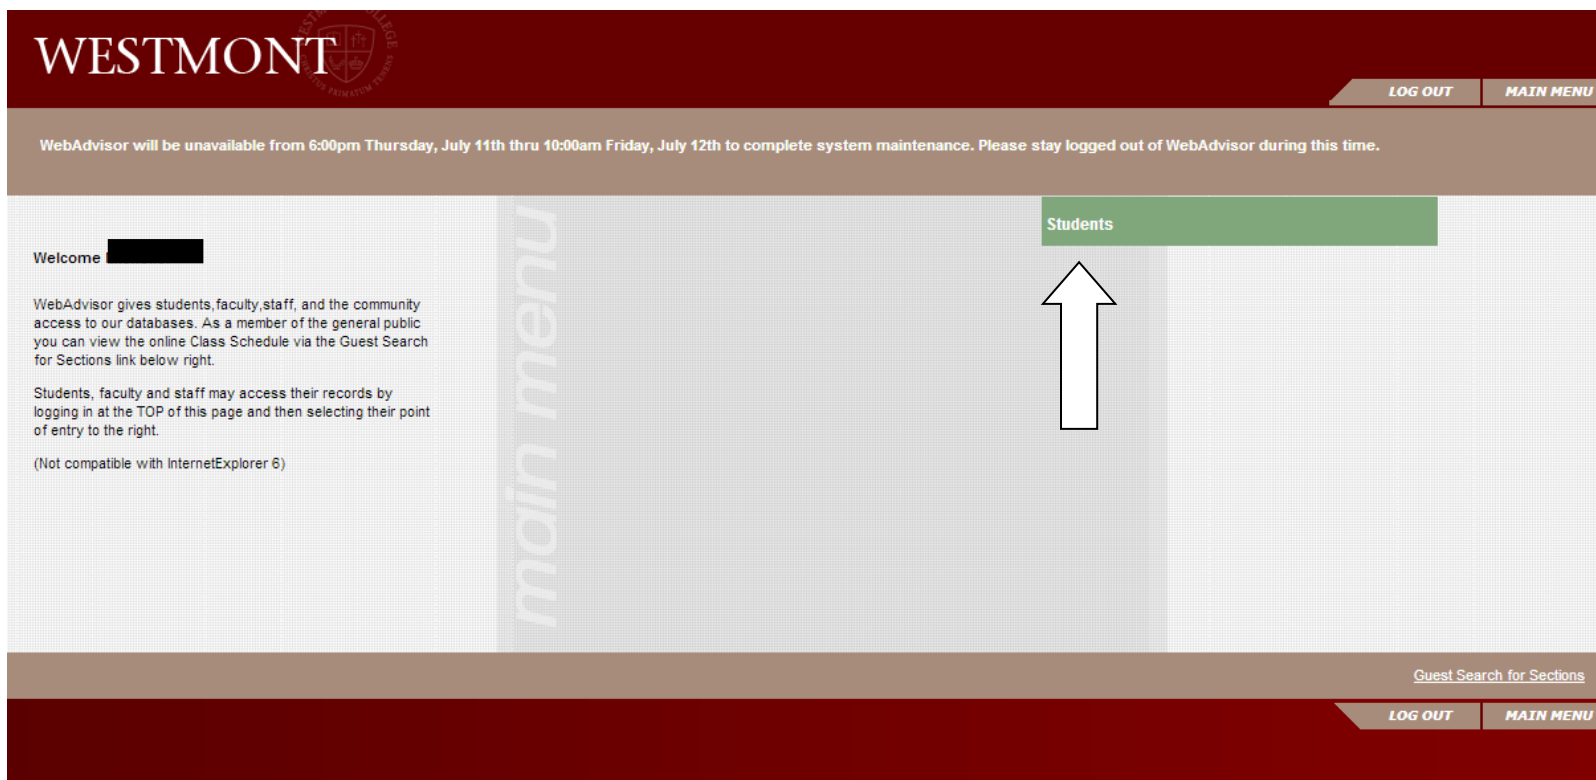 WESTMONT
WESTMONT COLLEGE
CHRISTUS PRIMATUM TENENS
LOG OUT MAIN MENU
WebAdvisor will be unavailable from 6:00pm Thursday, July 11th thru 10:00am Friday, July 12th to complete system maintenance. Please stay logged out of WebAdvisor during this time.
Students
Welcome
WebAdvisor gives students,faculty,staff, and the community
access to our databases. As a member of the general public
you can view the online Class Schedule via the Guest Search
for Sections link below right.
Students, faculty and staff may access their records by
logging in at the TOP of this page and then selecting their point
of entry to the right.
(Not compatible with InternetExplorer 6)
main menu
Guest Search for Sections
LOG OUT MAIN MENU